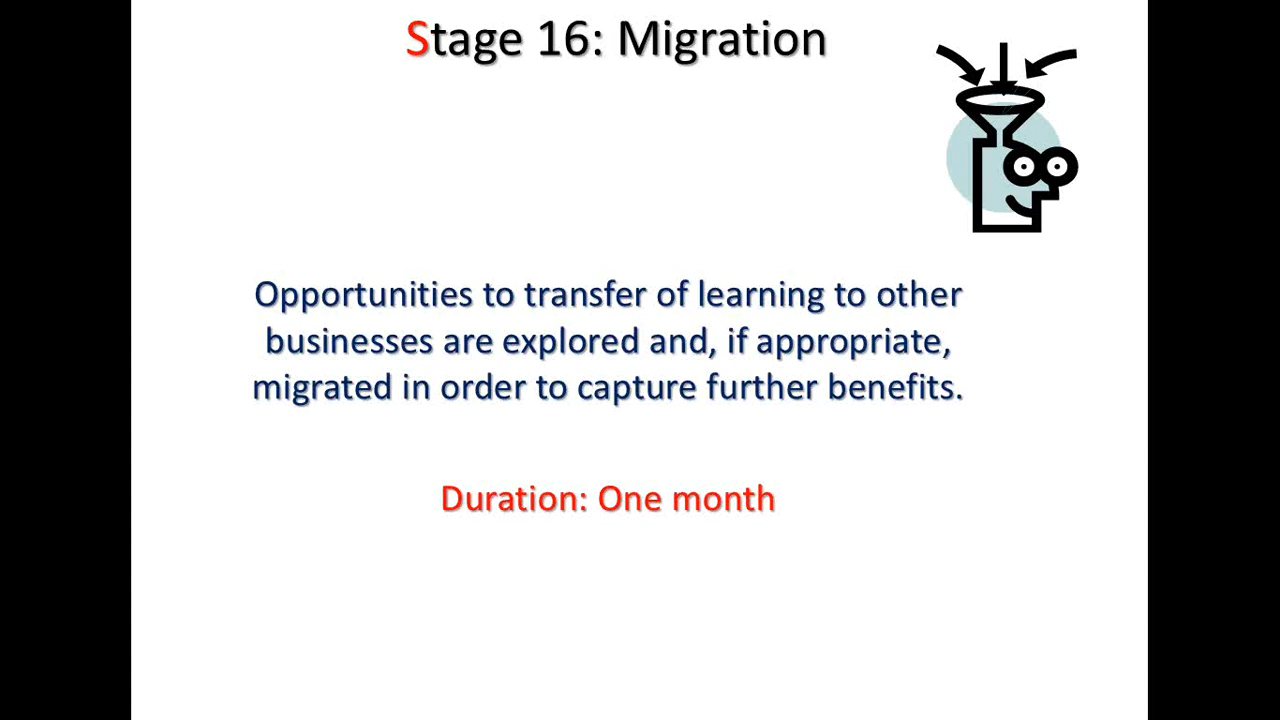 Stage 16: Migration
Opportunities to transfer of learning to other
businesses are explored and, if appropriate,
migrated in order to capture further benefits.
Duration: One month